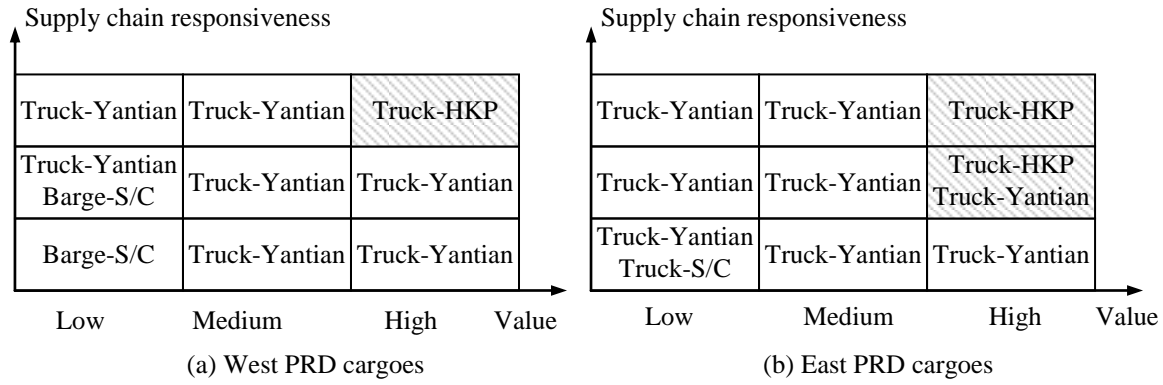 Supply chain responsiveness
Truck-Yantian Truck-Yantian Truck-HKP
Truck-Yantian
Barge-S/C
Truck-Yantian Truck-Yantian
Barge-S/C Truck-Yantian Truck-Yantian
Low Medium High Value
(a) West PRD cargoes
Supply chain responsiveness
Truck-Yantian Truck-Yantian Truck-HKP
Truck-Yantian Truck-Yantian
Truck-HKP
Truck-Yantian
Truck-Yantian
Truck-S/C
Truck-Yantian Truck-Yantian
Low Medium High Value
(b) East PRD cargoes